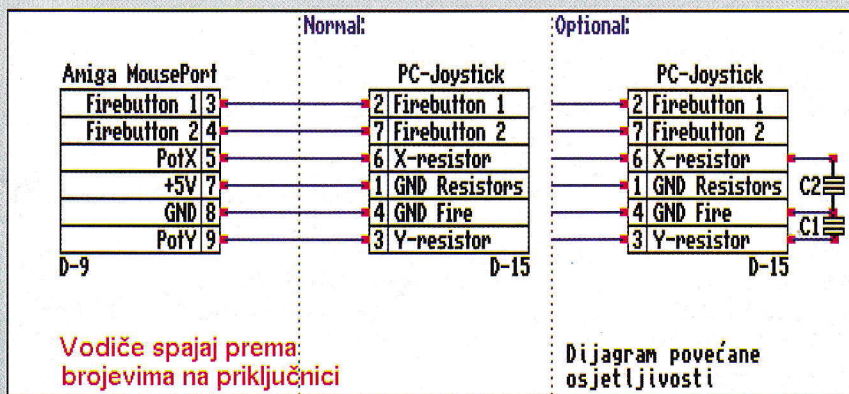 Normal:
Optional:
Amiga MousePort
PC-Joystick
PC-Joystick
Firebutton 1 3
2 Firebutton 1
2 Firebutton 1
Firebutton 2 4
7 Firebutton 2
7 Firebutton 2
PotX 5
6 X-resistor
6 X-resistor
+5V 7
1 GND Resistors
1 GND Resistors
C2
GND 8
4 GND Fire
4 GND Fire
C1
PotY 9
3 Y-resistor
3 Y-resistor
D-9
D-15
D-15
Vodiče spajaj prema
brojevima na priključnici
Dijagram povećane
osjetljivosti